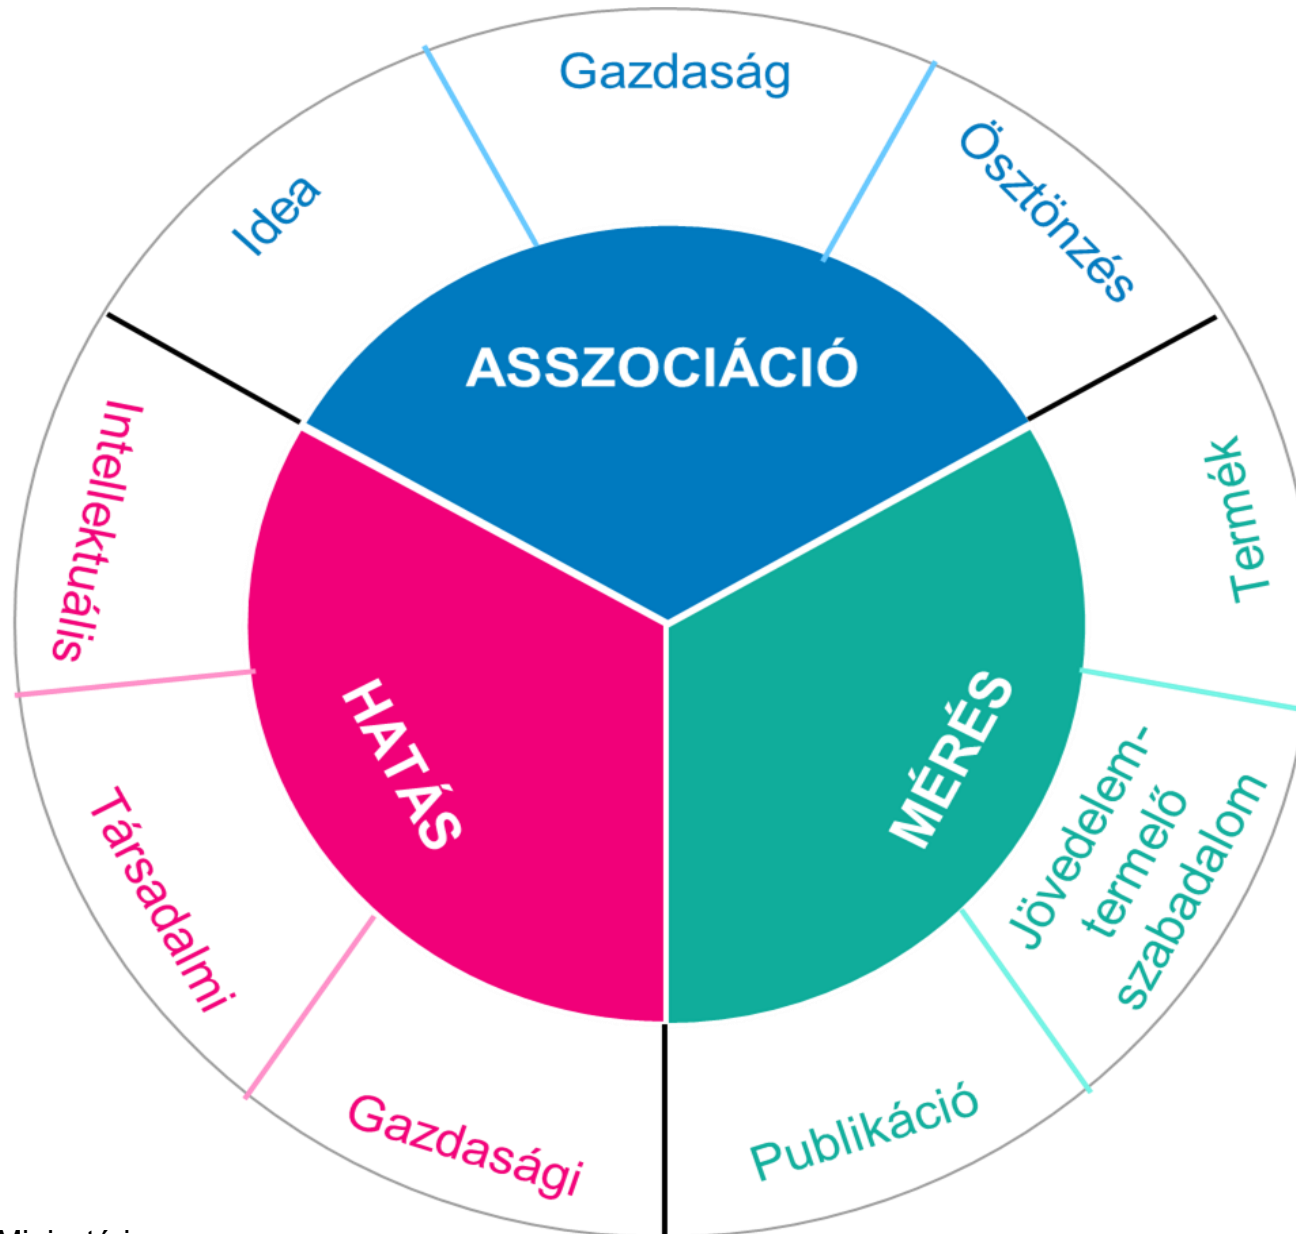 Gazdaság
Idea
Ösztönzés
ASSZOCIÁCIÓ
Intellektuális
Termék
HATÁS
MÉRÉS
Társadalmi
Jövedelem-
termelő
szabadalom
Gazdasági
Publikáció